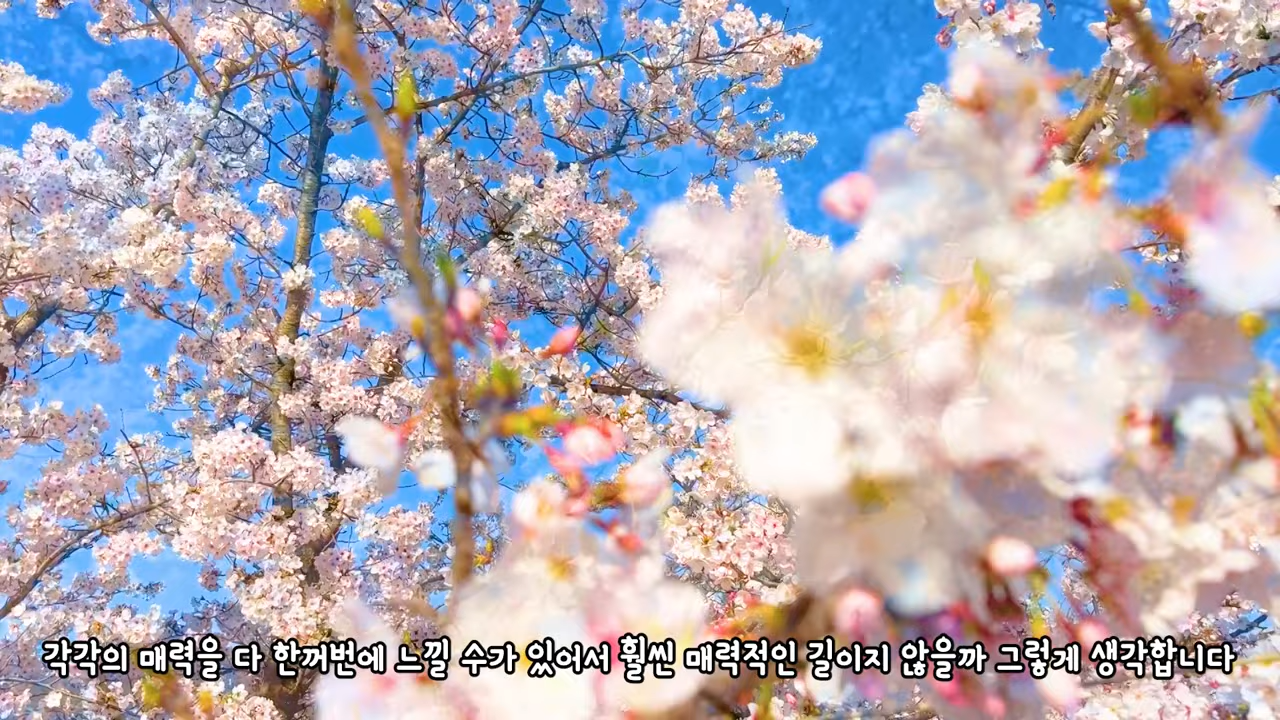 각각의 매력을 다 한꺼번에 느낄 수가 있어서 훨씬 매력적인 길이지 않을까 그렇게 생각합니다